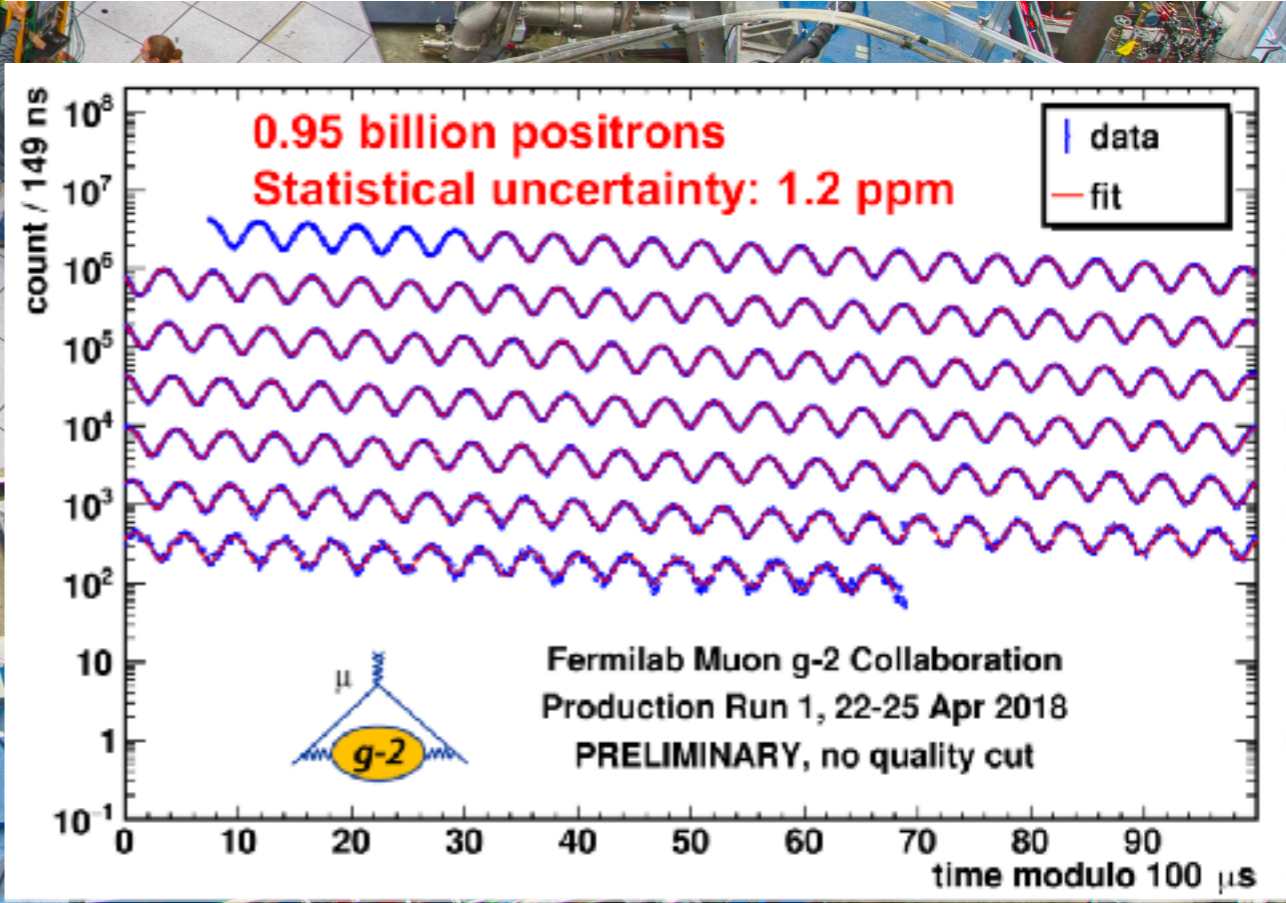 count / 149 ns
10⁸
10⁷
10⁶
10⁵
10⁴
10³
10²
10
1
10⁻¹
0.95 billion positrons
Statistical uncertainty: 1.2 ppm
data
fit
μ
g-2
Fermilab Muon g-2 Collaboration
Production Run 1, 22-25 Apr 2018
PRELIMINARY, no quality cut
0 10 20 30 40 50 60 70 80 90
time modulo 100 μs